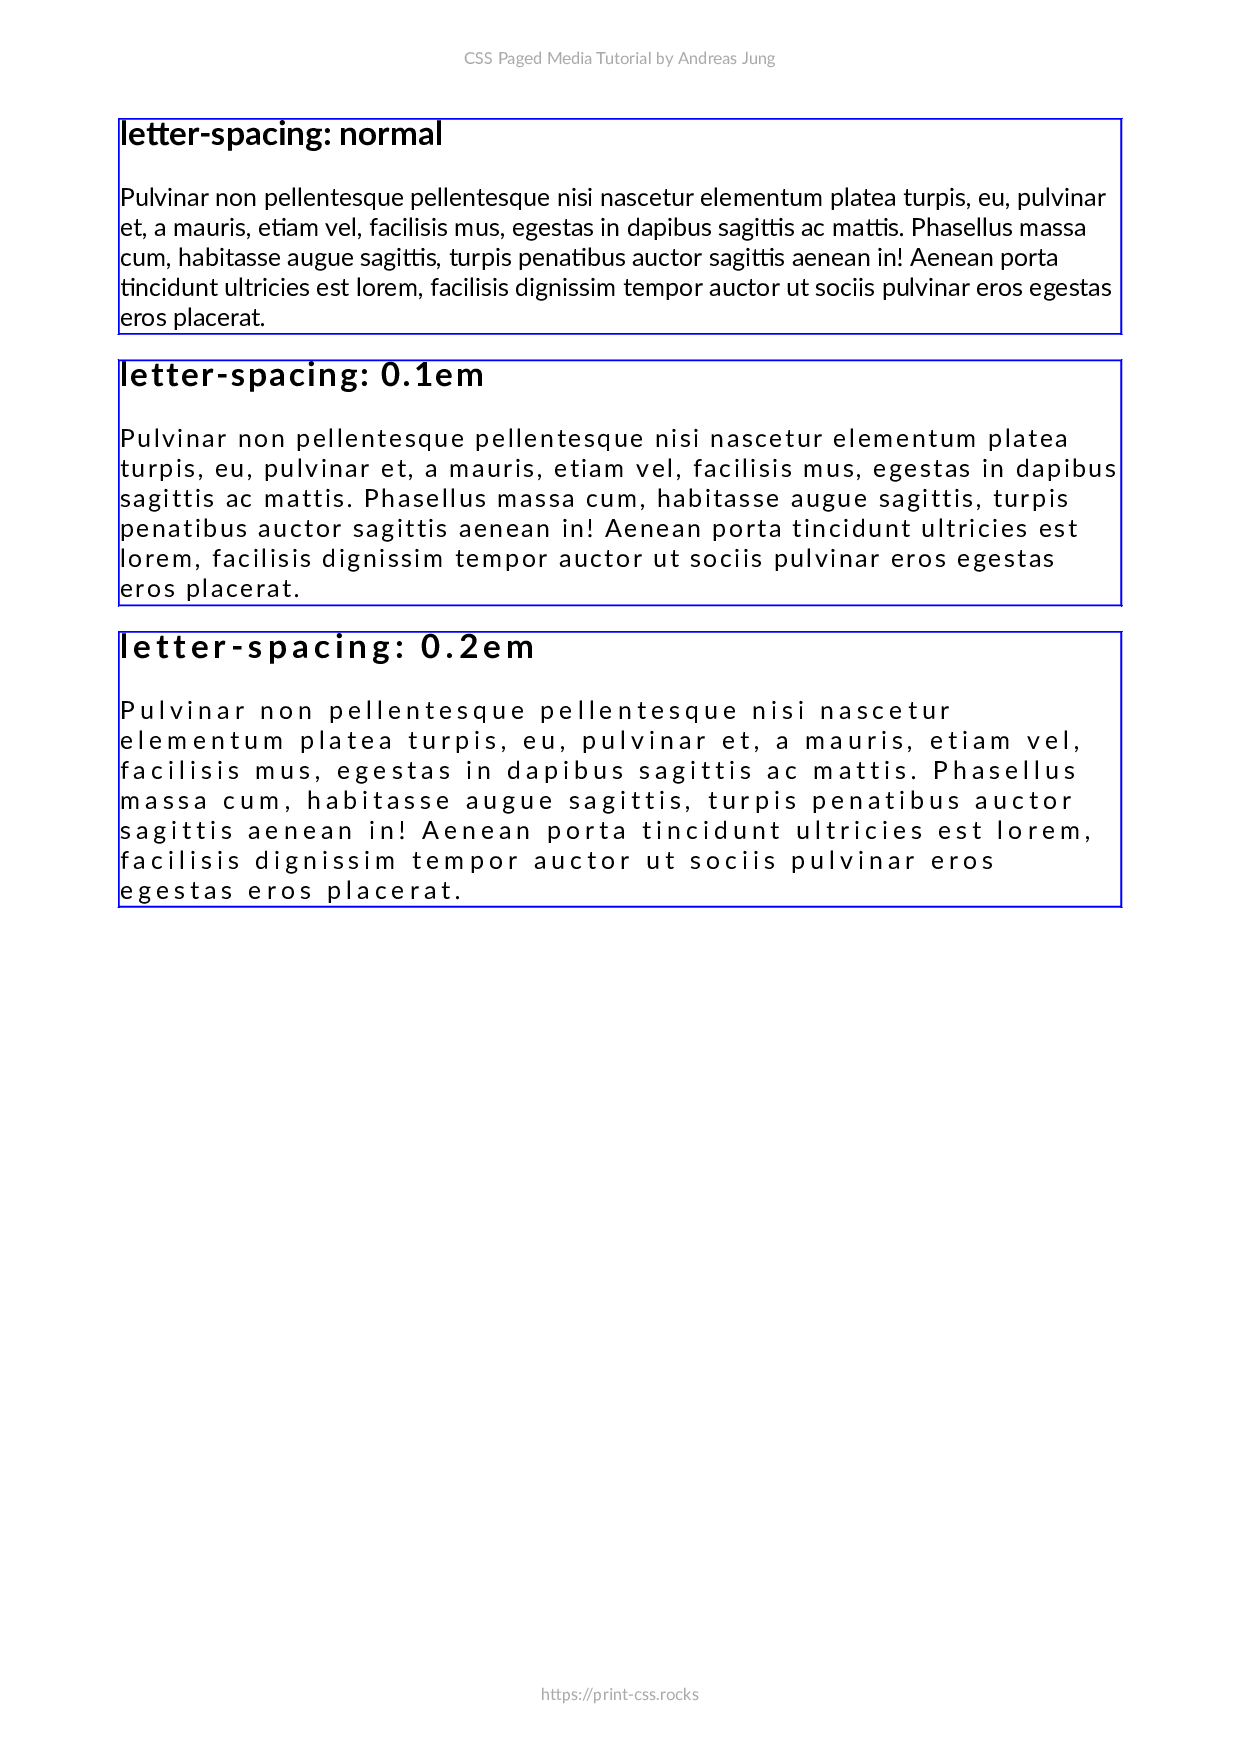 CSS Paged Media Tutorial by Andreas Jung
letter-spacing: normal
Pulvinar non pellentesque pellentesque nisi nascetur elementum platea turpis, eu, pulvinar
et, a mauris, etiam vel, facilisis mus, egestas in dapibus sagittis ac mattis. Phasellus massa
cum, habitasse augue sagittis, turpis penatibus auctor sagittis aenean in! Aenean porta
tincidunt ultricies est lorem, facilisis dignissim tempor auctor ut sociis pulvinar eros egestas
eros placerat.
letter-spacing: 0.1em
Pulvinar non pellentesque pellentesque nisi nascetur elementum platea
turpis, eu, pulvinar et, a mauris, etiam vel, facilisis mus, egestas in dapibus
sagittis ac mattis. Phasellus massa cum, habitasse augue sagittis, turpis
penatibus auctor sagittis aenean in! Aenean porta tincidunt ultricies est
lorem, facilisis dignissim tempor auctor ut sociis pulvinar eros egestas
eros placerat.
letter-spacing: 0.2em
Pulvinar non pellentesque pellentesque nisi nascetur
elementum platea turpis, eu, pulvinar et, a mauris, etiam vel,
facilisis mus, egestas in dapibus sagittis ac mattis. Phasellus
massa cum, habitasse augue sagittis, turpis penatibus auctor
sagittis aenean in! Aenean porta tincidunt ultricies est lorem,
facilisis dignissim tempor auctor ut sociis pulvinar eros
egestas eros placerat.
https://print-css.rocks